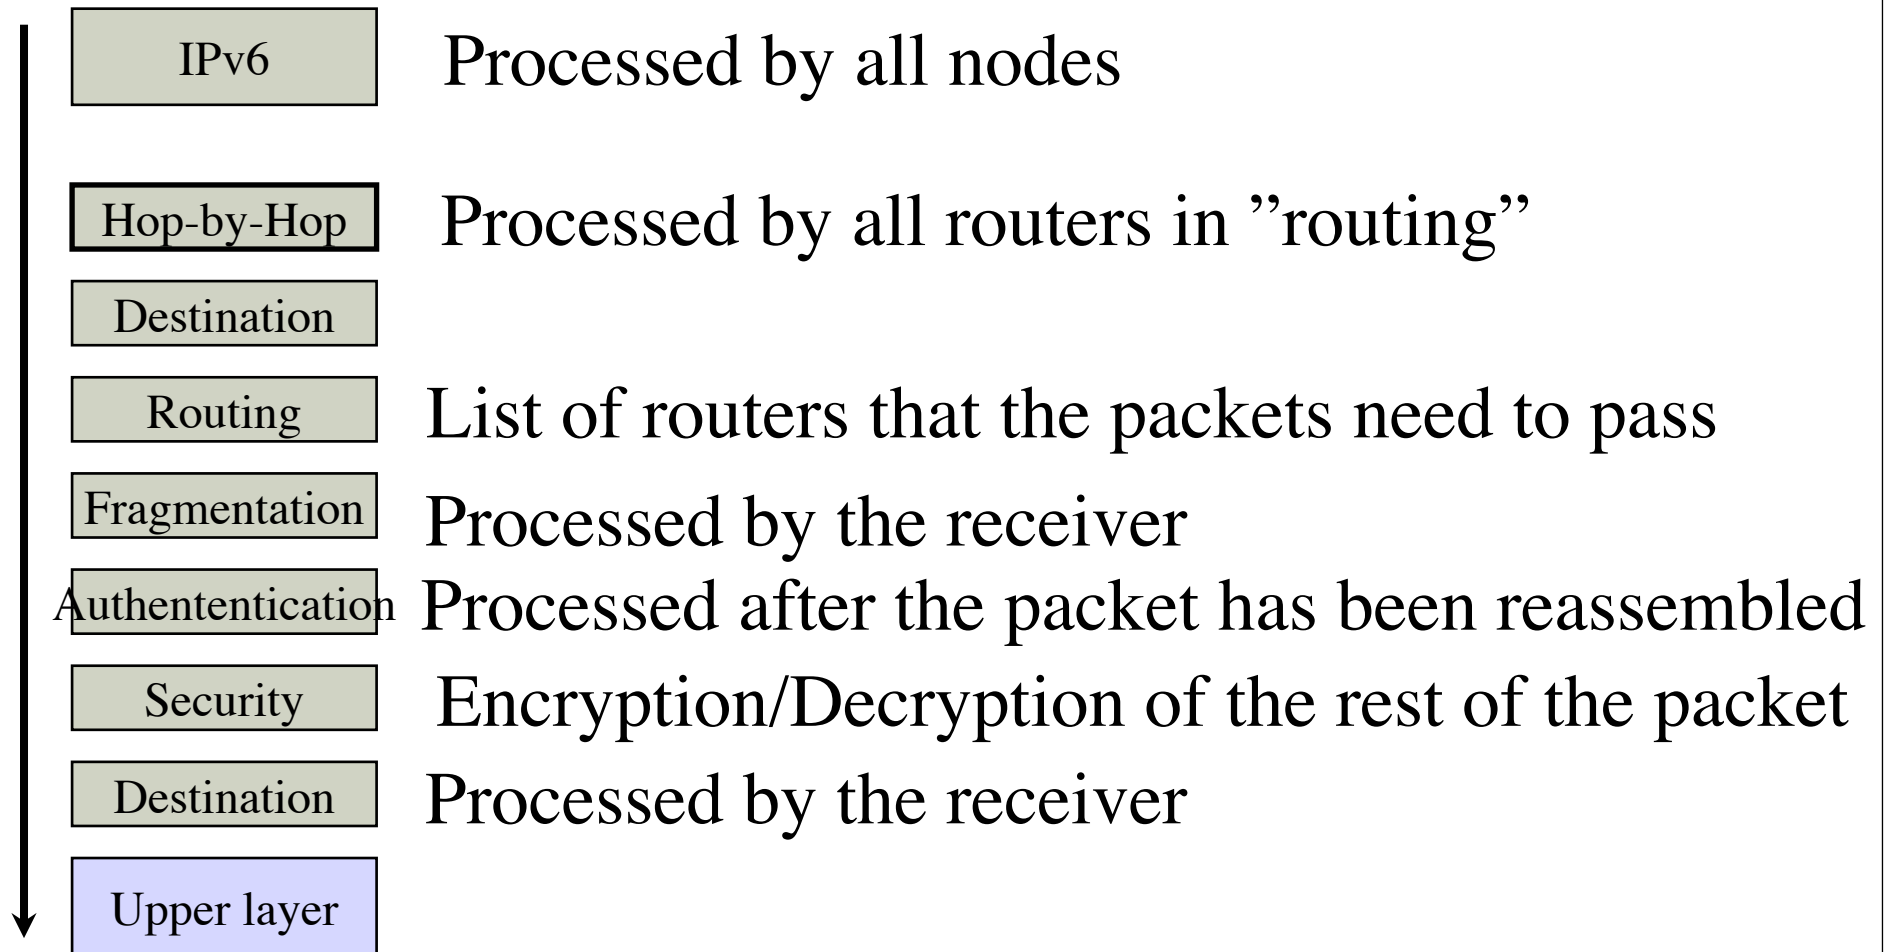 IPv6 Processed by all nodes
Hop-by-Hop Processed by all routers in ”routing”
Destination
Routing List of routers that the packets need to pass
Fragmentation Processed by the receiver
Authententication Processed after the packet has been reassembled
Security Encryption/Decryption of the rest of the packet
Destination Processed by the receiver
Upper layer